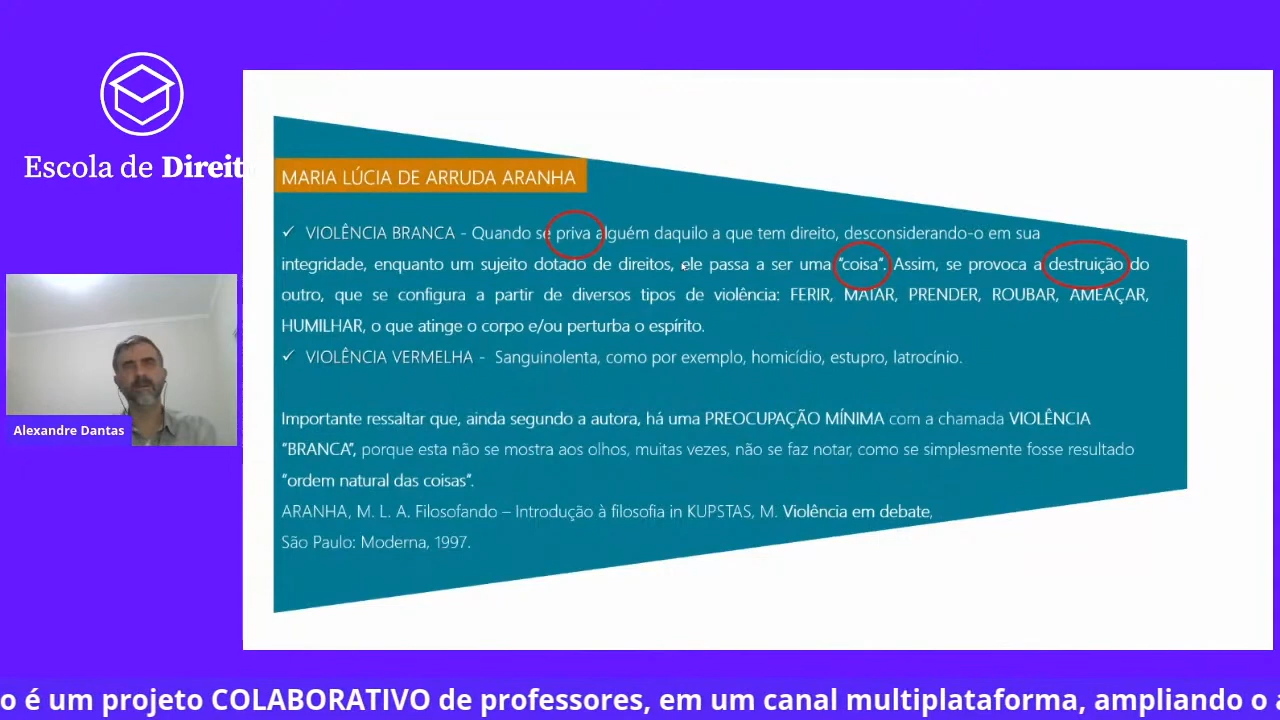 Escola de Direit
MARIA LÚCIA DE ARRUDA ARANHA
✓ VIOLÊNCIA BRANCA - Quando se priva alguém daquilo a que tem direito, desconsiderando-o em sua
integridade, enquanto um sujeito dotado de direitos, ele passa a ser uma “coisa”. Assim, se provoca a destruição do
outro, que se configura a partir de diversos tipos de violência: FERIR, MATAR, PRENDER, ROUBAR, AMEAÇAR,
HUMILHAR, o que atinge o corpo e/ou perturba o espírito.
✓ VIOLÊNCIA VERMELHA - Sanguinolenta, como por exemplo, homicídio, estupro, latrocínio.
Importante ressaltar que, ainda segundo a autora, há uma PREOCUPAÇÃO MÍNIMA com a chamada VIOLÊNCIA
“BRANCA”, porque esta não se mostra aos olhos, muitas vezes, não se faz notar, como se simplesmente fosse resultado
“ordem natural das coisas”.
ARANHA, M. L. A. Filosofando – Introdução à filosofia in KUPSTAS, M. Violência em debate,
São Paulo: Moderna, 1997.
Alexandre Dantas
o é um projeto COLABORATIVO de professores, em um canal multiplataforma, ampliando o a